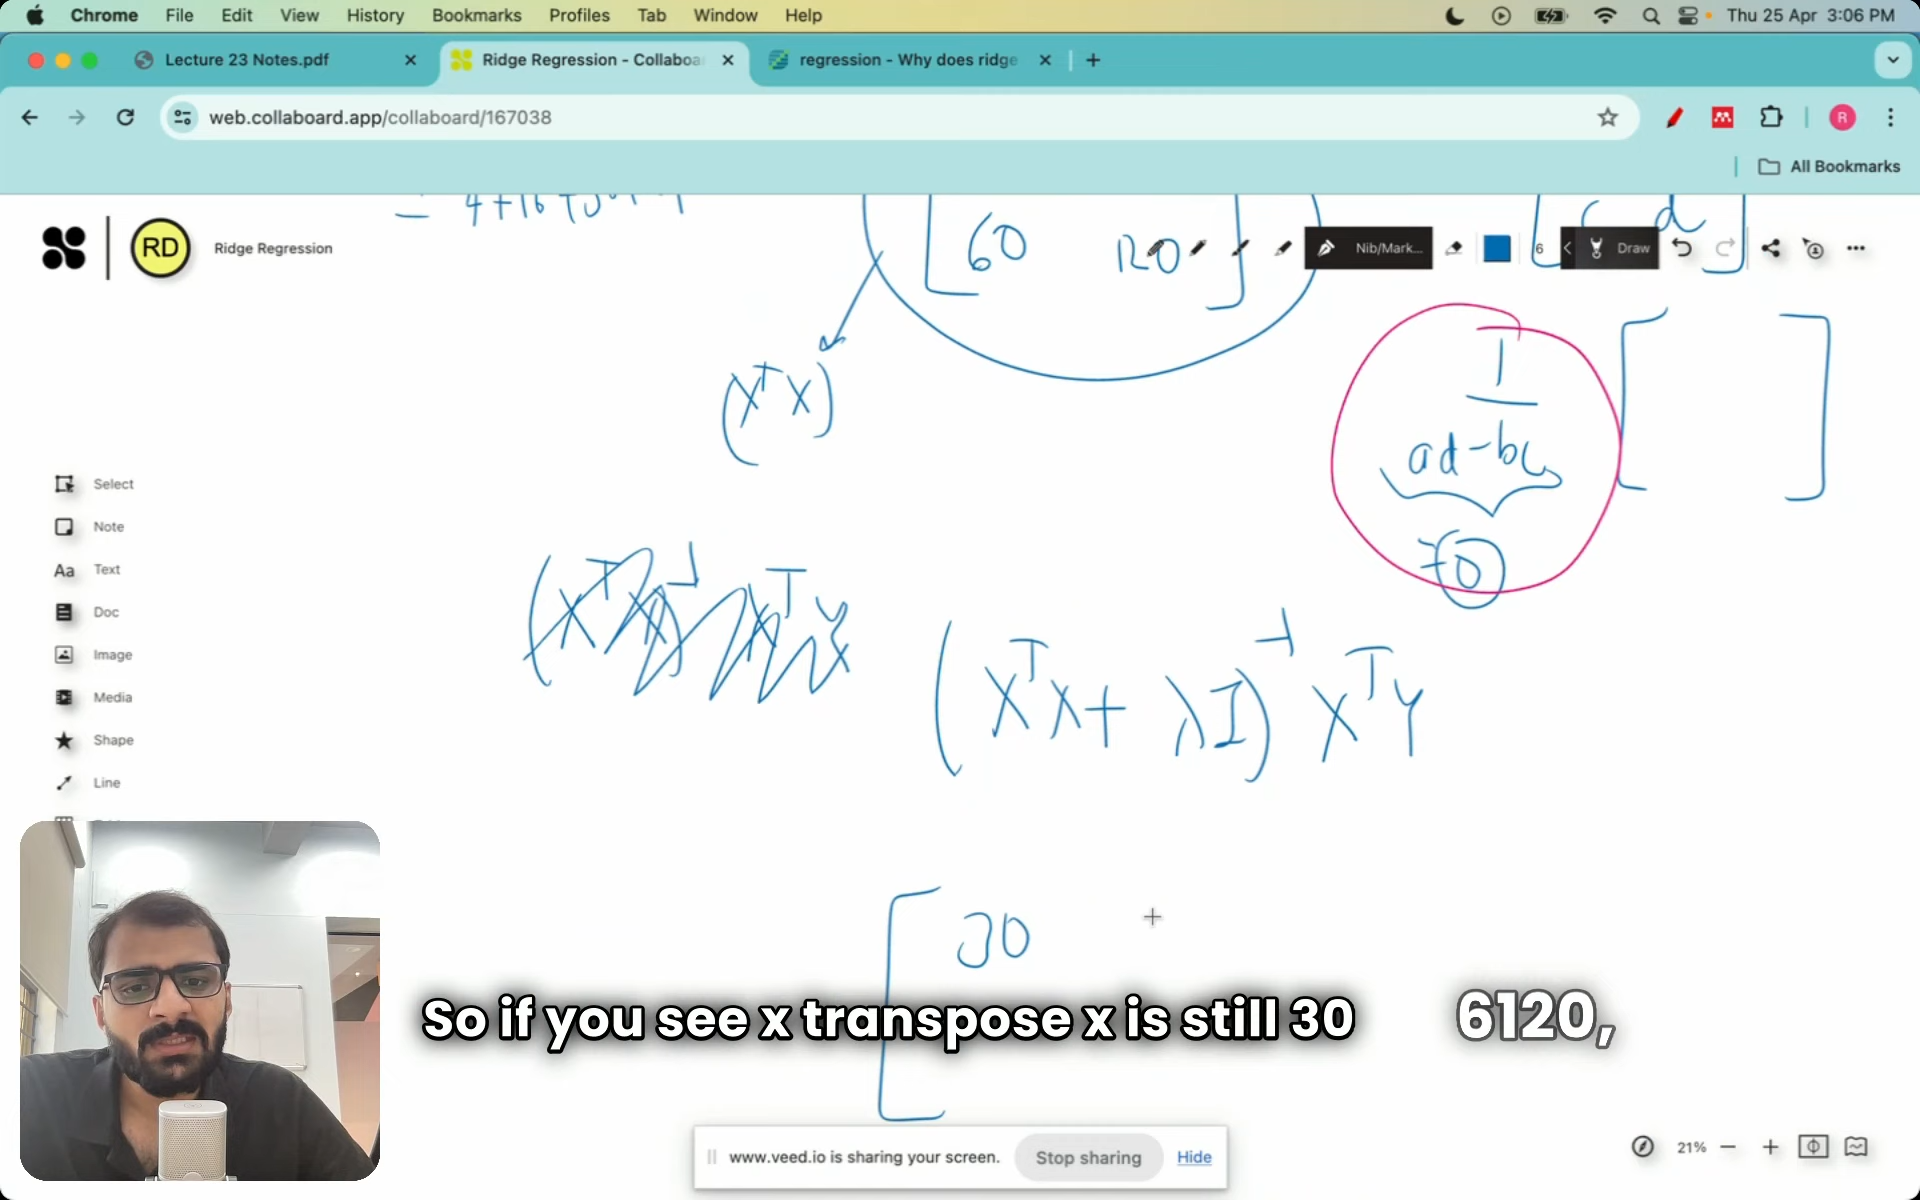 Chrome File Edit View History Bookmarks Profiles Tab Window Help Thu 25 Apr 3:06 PM
Lecture 23 Notes.pdf Ridge Regression - Collaboa regression - Why does ridge
web.collaboard.app/collaboard/167038 R
All Bookmarks
RD Ridge Regression
60 120
Nib/Mark... 6 Draw
c d
(XᵀX)
1
ad-bc
(XᵀX)⁻¹XᵀY
(XᵀX + λI)⁻¹ XᵀY
30
Select
Note
Text
Doc
Image
Media
Shape
Line
So if you see x transpose x is still 30 6120,
www.veed.io is sharing your screen. Stop sharing Hide
21%